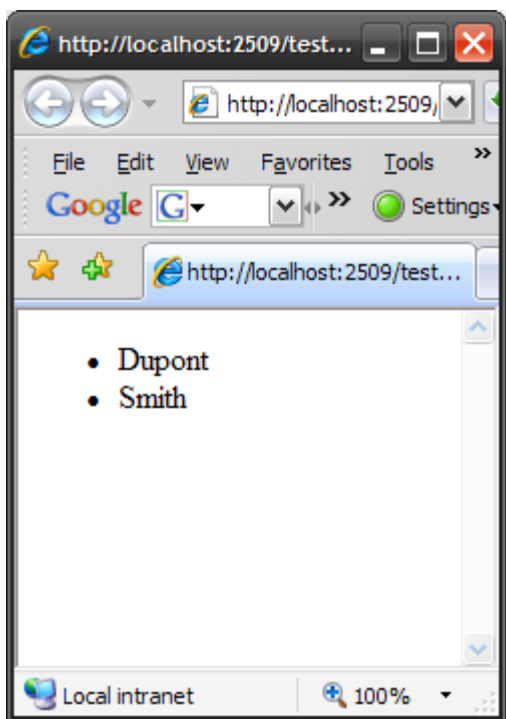 http://localhost:2509/test...
http://localhost:2509/
File Edit View Favorites Tools »
Google G Settings
http://localhost:2509/test...
• Dupont
• Smith
Local intranet 100%